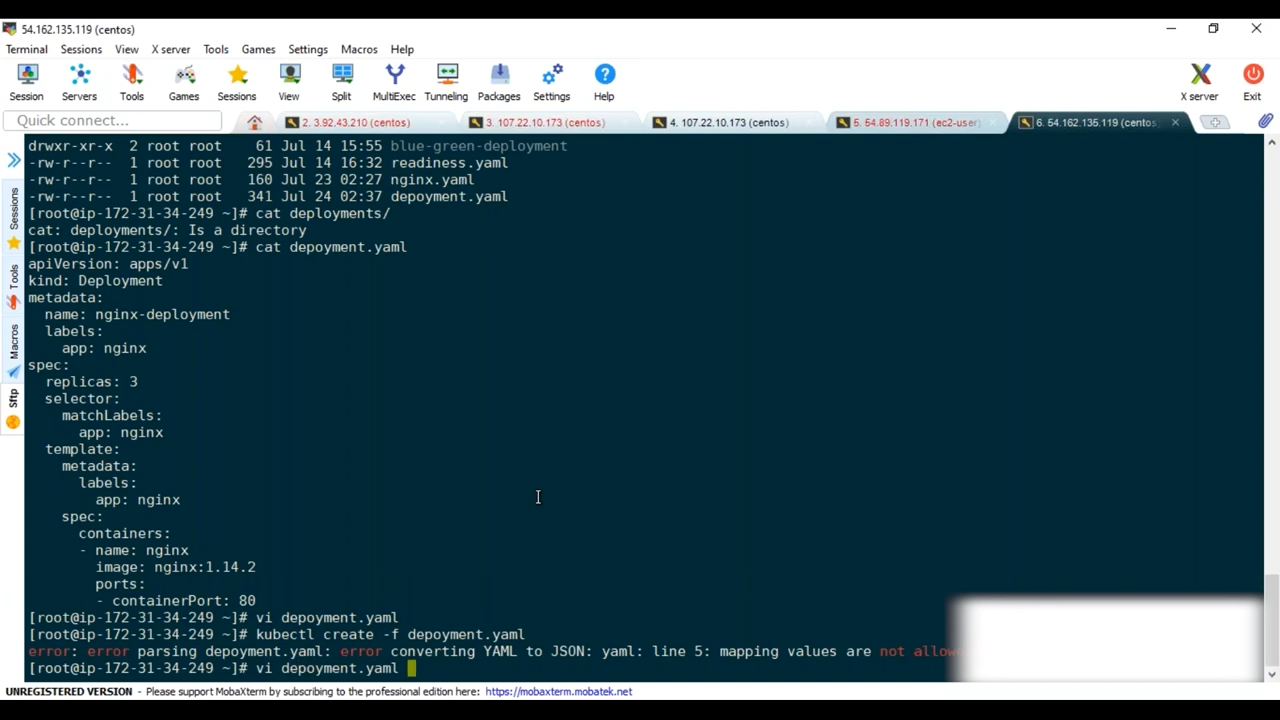 54.162.135.119 (centos)
Terminal Sessions View X server Tools Games Settings Macros Help
Session Servers Tools Games Sessions View Split MultiExec Tunneling Packages Settings Help X server Exit
Quick connect...
2. 3.92.43.210 (centos)
3. 107.22.10.173 (centos)
4. 107.22.10.173 (centos)
5. 54.89.119.171 (ec2-user)
6. 54.162.135.119 (centos
Sessions
Tools
Macros
Sftp
drwxr-xr-x 2 root root 61 Jul 14 15:55 blue-green-deployment
-rw-r--r-- 1 root root 295 Jul 14 16:32 readiness.yaml
-rw-r--r-- 1 root root 160 Jul 23 02:27 nginx.yaml
-rw-r--r-- 1 root root 341 Jul 24 02:37 depoyment.yaml
[root@ip-172-31-34-249 ~]# cat deployments/
cat: deployments/: Is a directory
[root@ip-172-31-34-249 ~]# cat depoyment.yaml
apiVersion: apps/v1
kind: Deployment
metadata:
  name: nginx-deployment
  labels:
    app: nginx
spec:
  replicas: 3
  selector:
    matchLabels:
      app: nginx
  template:
    metadata:
      labels:
        app: nginx
    spec:
      containers:
      - name: nginx
        image: nginx:1.14.2
        ports:
        - containerPort: 80
[root@ip-172-31-34-249 ~]# vi depoyment.yaml
[root@ip-172-31-34-249 ~]# kubectl create -f depoyment.yaml
error: error parsing depoyment.yaml: error converting YAML to JSON: yaml: line 5: mapping values are not allow
[root@ip-172-31-34-249 ~]# vi depoyment.yaml
UNREGISTERED VERSION - Please support MobaXterm by subscribing to the professional edition here: https://mobaxterm.mobatek.net